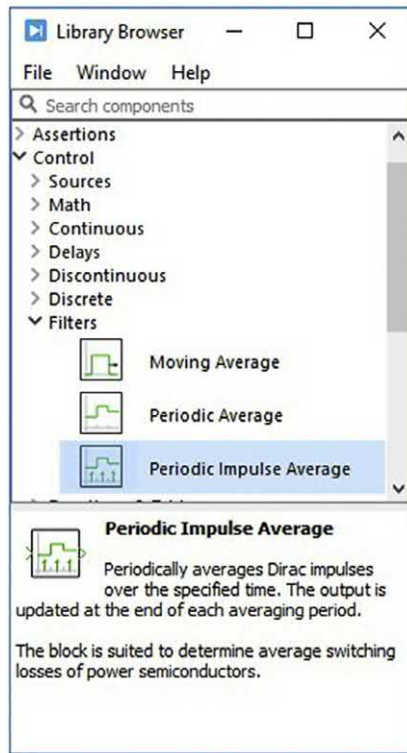 Library Browser
File Window Help
Search components
Assertions
Control
Sources
Math
Continuous
Delays
Discontinuous
Discrete
Filters
Moving Average
Periodic Average
Periodic Impulse Average
Periodic Impulse Average
Periodically averages Dirac impulses
over the specified time. The output is
updated at the end of each averaging period.
The block is suited to determine average switching
losses of power semiconductors.